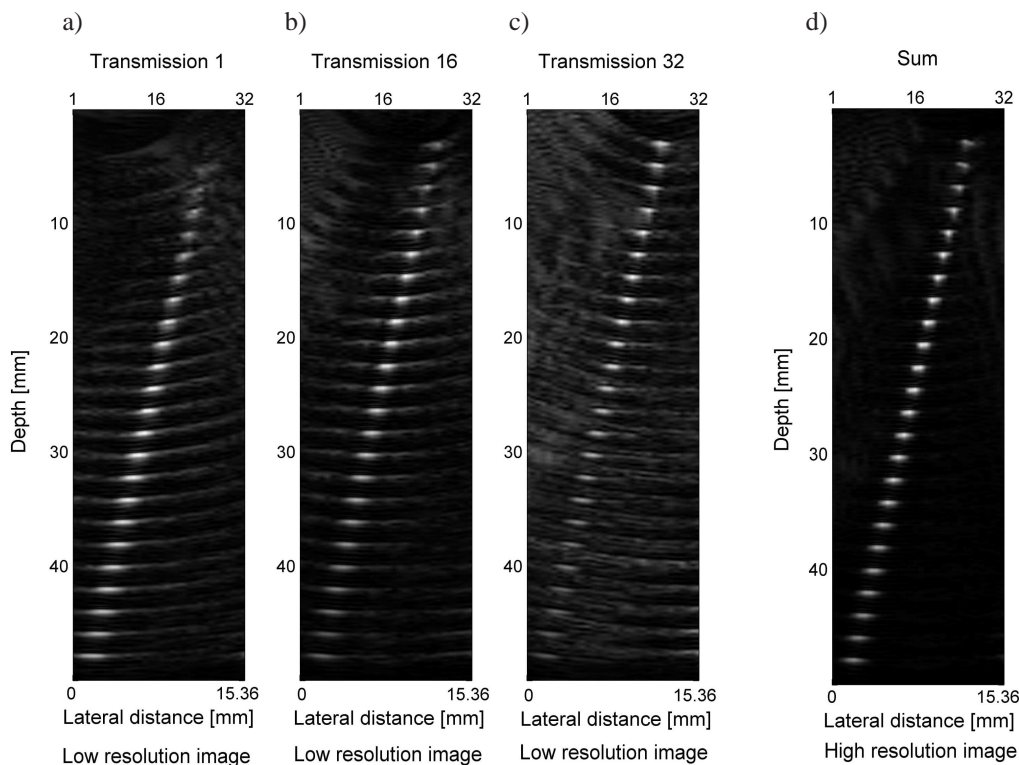 a)
b)
c)
d)
Transmission 1
Transmission 16
Transmission 32
Sum
1 16 32
1 16 32
1 16 32
1 16 32
Depth [mm]
10
20
30
40
10
20
30
40
10
20
30
40
Depth [mm]
10
20
30
40
0 15.36
0 15.36
0 15.36
0 15.36
Lateral distance [mm]
Lateral distance [mm]
Lateral distance [mm]
Lateral distance [mm]
Low resolution image
Low resolution image
Low resolution image
High resolution image